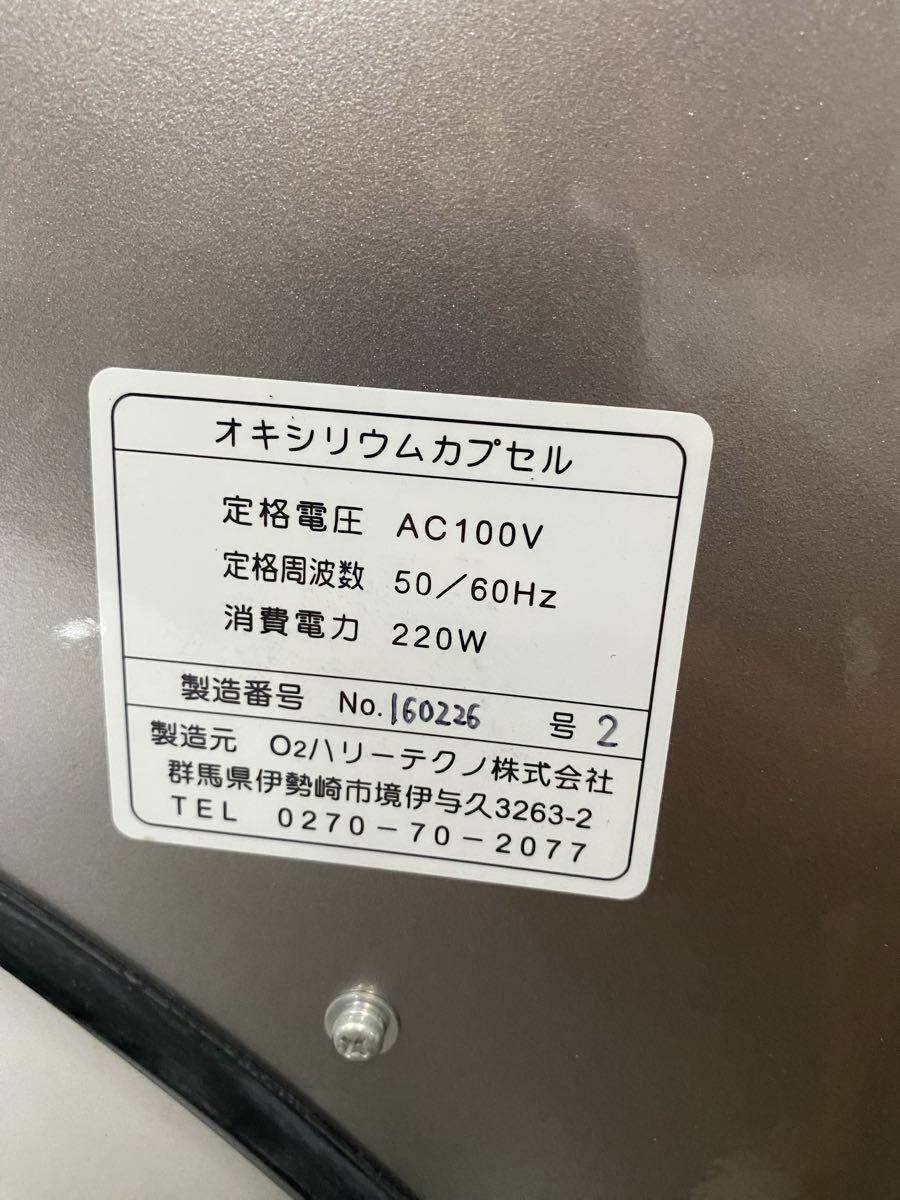 オキシリウムカプセル
定格電圧 AC100V
定格周波数 50/60Hz
消費電力 220W
製造番号 No.160226 号2
製造元 O2ハリーテクノ株式会社
群馬県伊勢崎市境伊与久3263-2
TEL 0270-70-2077